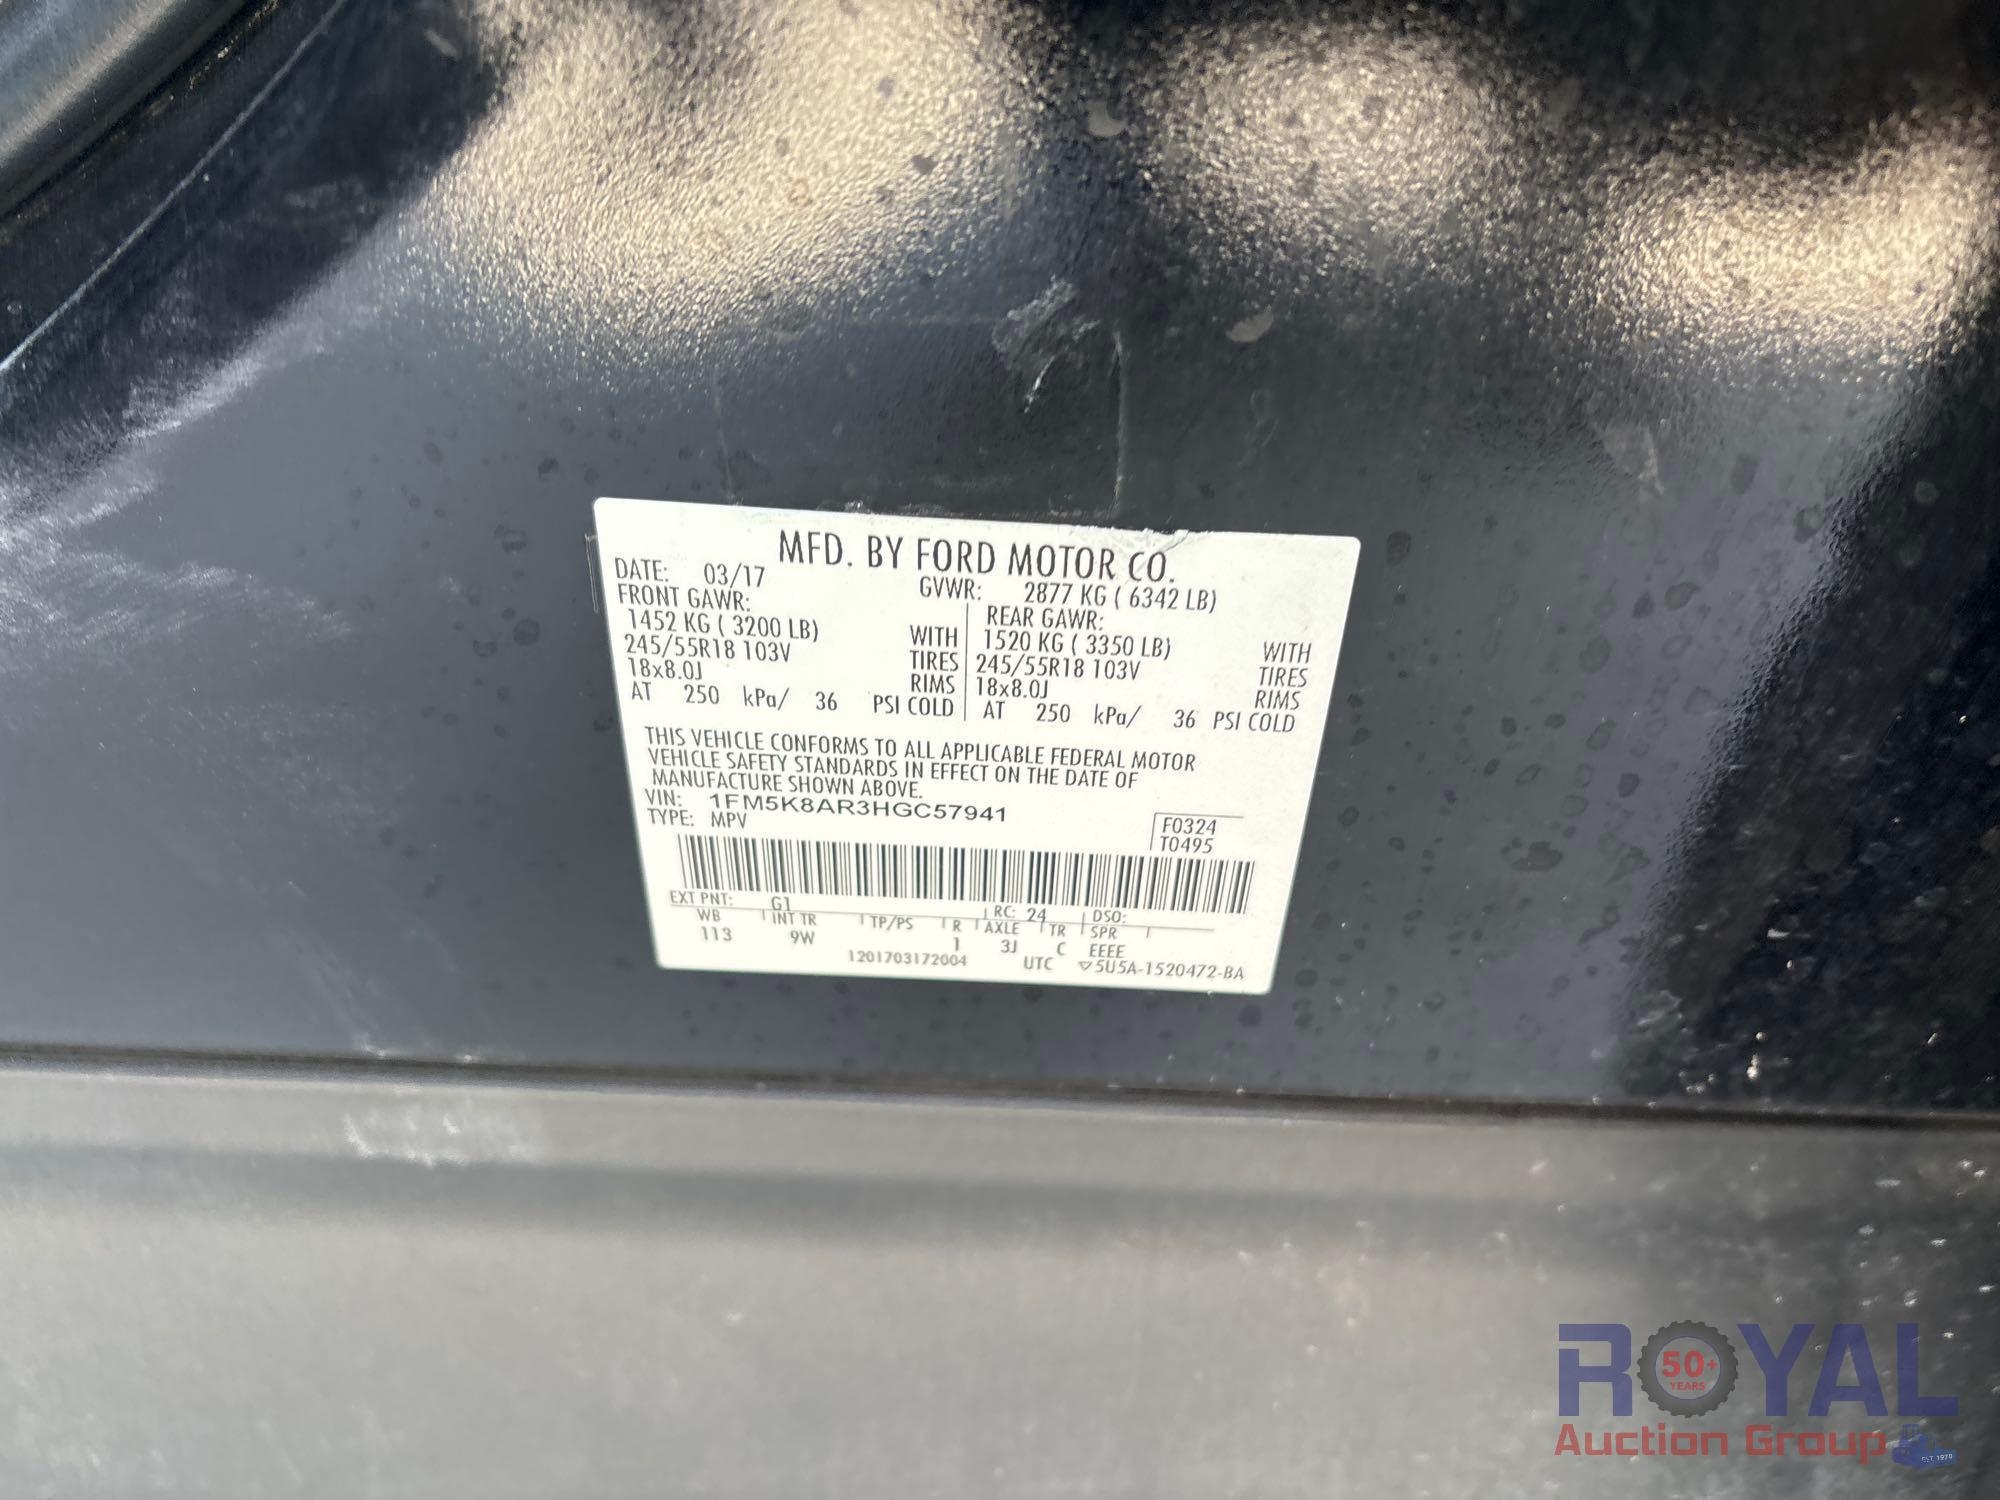 MFD. BY FORD MOTOR CO.
DATE: 03/17 GVWR: 2877 KG ( 6342 LB)
FRONT GAWR: REAR GAWR:
1452 KG ( 3200 LB) WITH 1520 KG ( 3350 LB) WITH
245/55R18 103V TIRES 245/55R18 103V TIRES
18x8.0J RIMS 18x8.0J RIMS
AT 250 kPa/ 36 PSI COLD AT 250 kPa/ 36 PSI COLD
THIS VEHICLE CONFORMS TO ALL APPLICABLE FEDERAL MOTOR
VEHICLE SAFETY STANDARDS IN EFFECT ON THE DATE OF
MANUFACTURE SHOWN ABOVE.
VIN: 1FM5K8AR3HGC57941
TYPE: MPV
F0324
T0495
EXT PNT: G1 RC: 24 DSO:
WB INT TR TP/PS R AXLE TR SPR
113 9W 1 3J C EEEE
1201703172004 UTC ▽5U5A-1520472-BA
ROYAL
50+
YEARS
Auction Group
EST. 1970